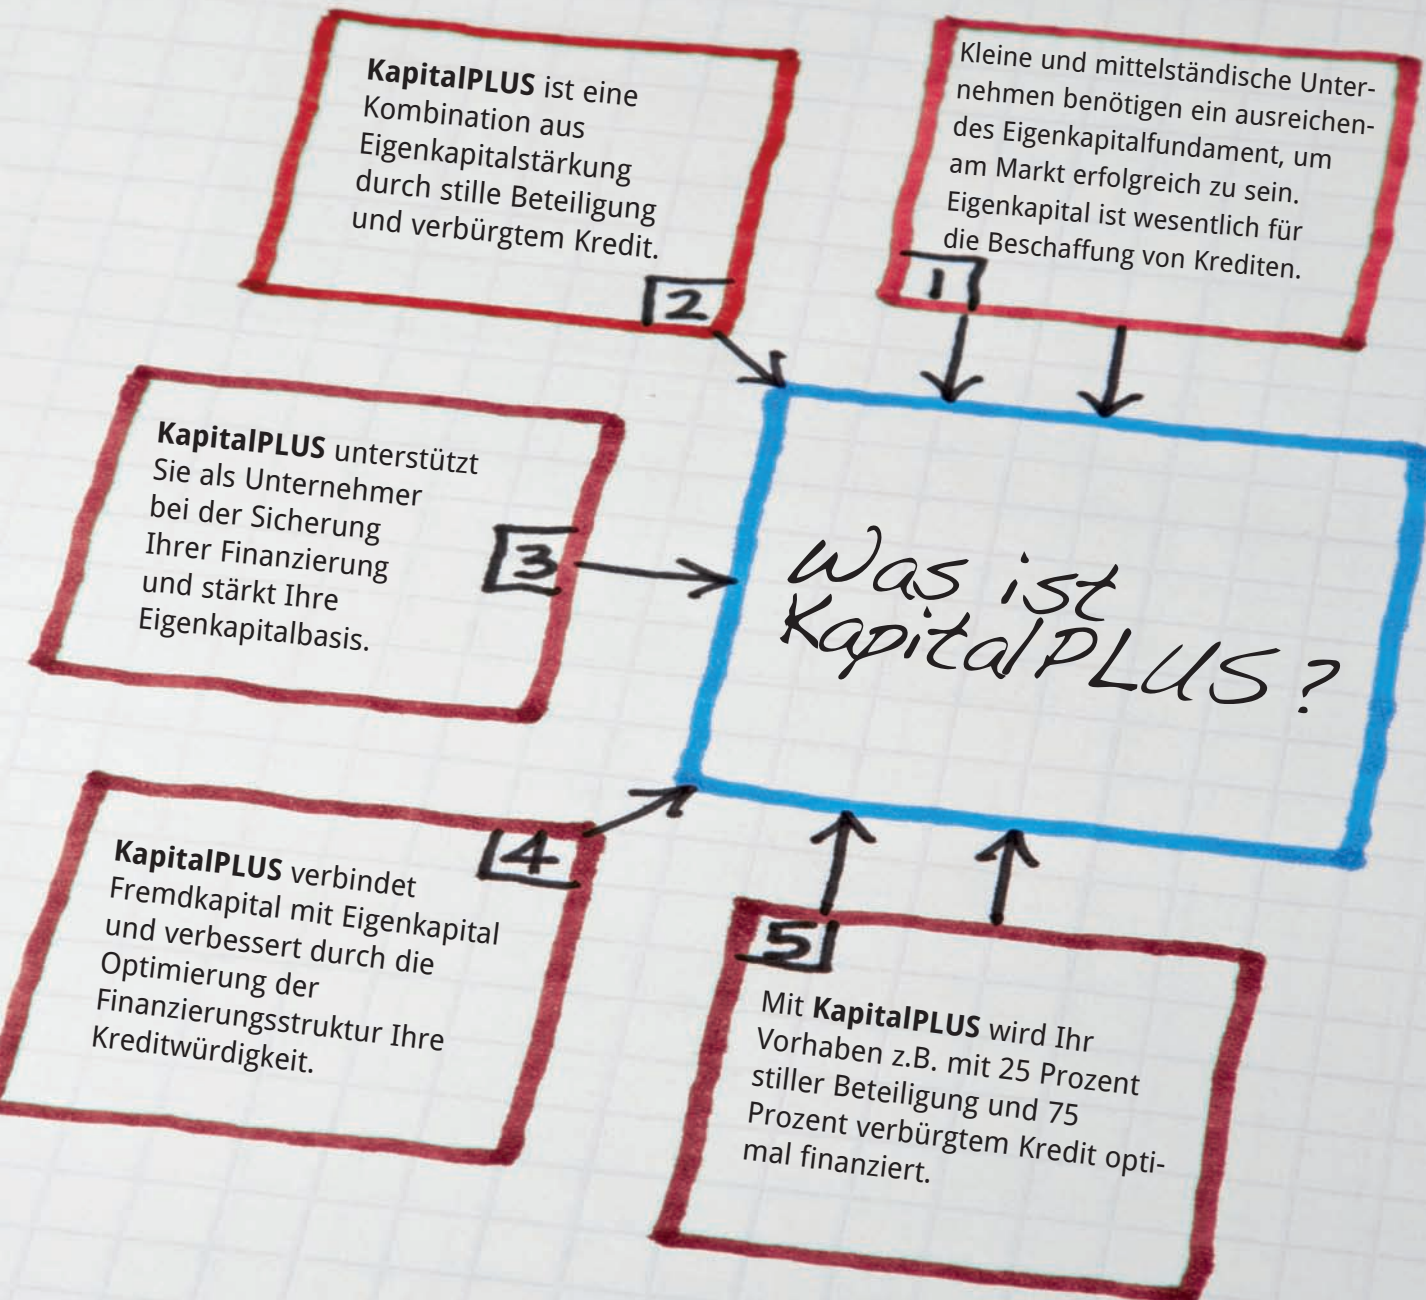 Kleine und mittelständische Unter-
nehmen benötigen ein ausreichen-
des Eigenkapitalfundament, um
am Markt erfolgreich zu sein.
Eigenkapital ist wesentlich für
die Beschaffung von Krediten.
1
KapitalPLUS ist eine
Kombination aus
Eigenkapitalstärkung
durch stille Beteiligung
und verbürgtem Kredit.
2
KapitalPLUS unterstützt
Sie als Unternehmer
bei der Sicherung
Ihrer Finanzierung
und stärkt Ihre
Eigenkapitalbasis.
3
Was ist
KapitalPLUS?
4
KapitalPLUS verbindet
Fremdkapital mit Eigenkapital
und verbessert durch die
Optimierung der
Finanzierungsstruktur Ihre
Kreditwürdigkeit.
5
Mit KapitalPLUS wird Ihr
Vorhaben z.B. mit 25 Prozent
stiller Beteiligung und 75
Prozent verbürgtem Kredit opti-
mal finanziert.